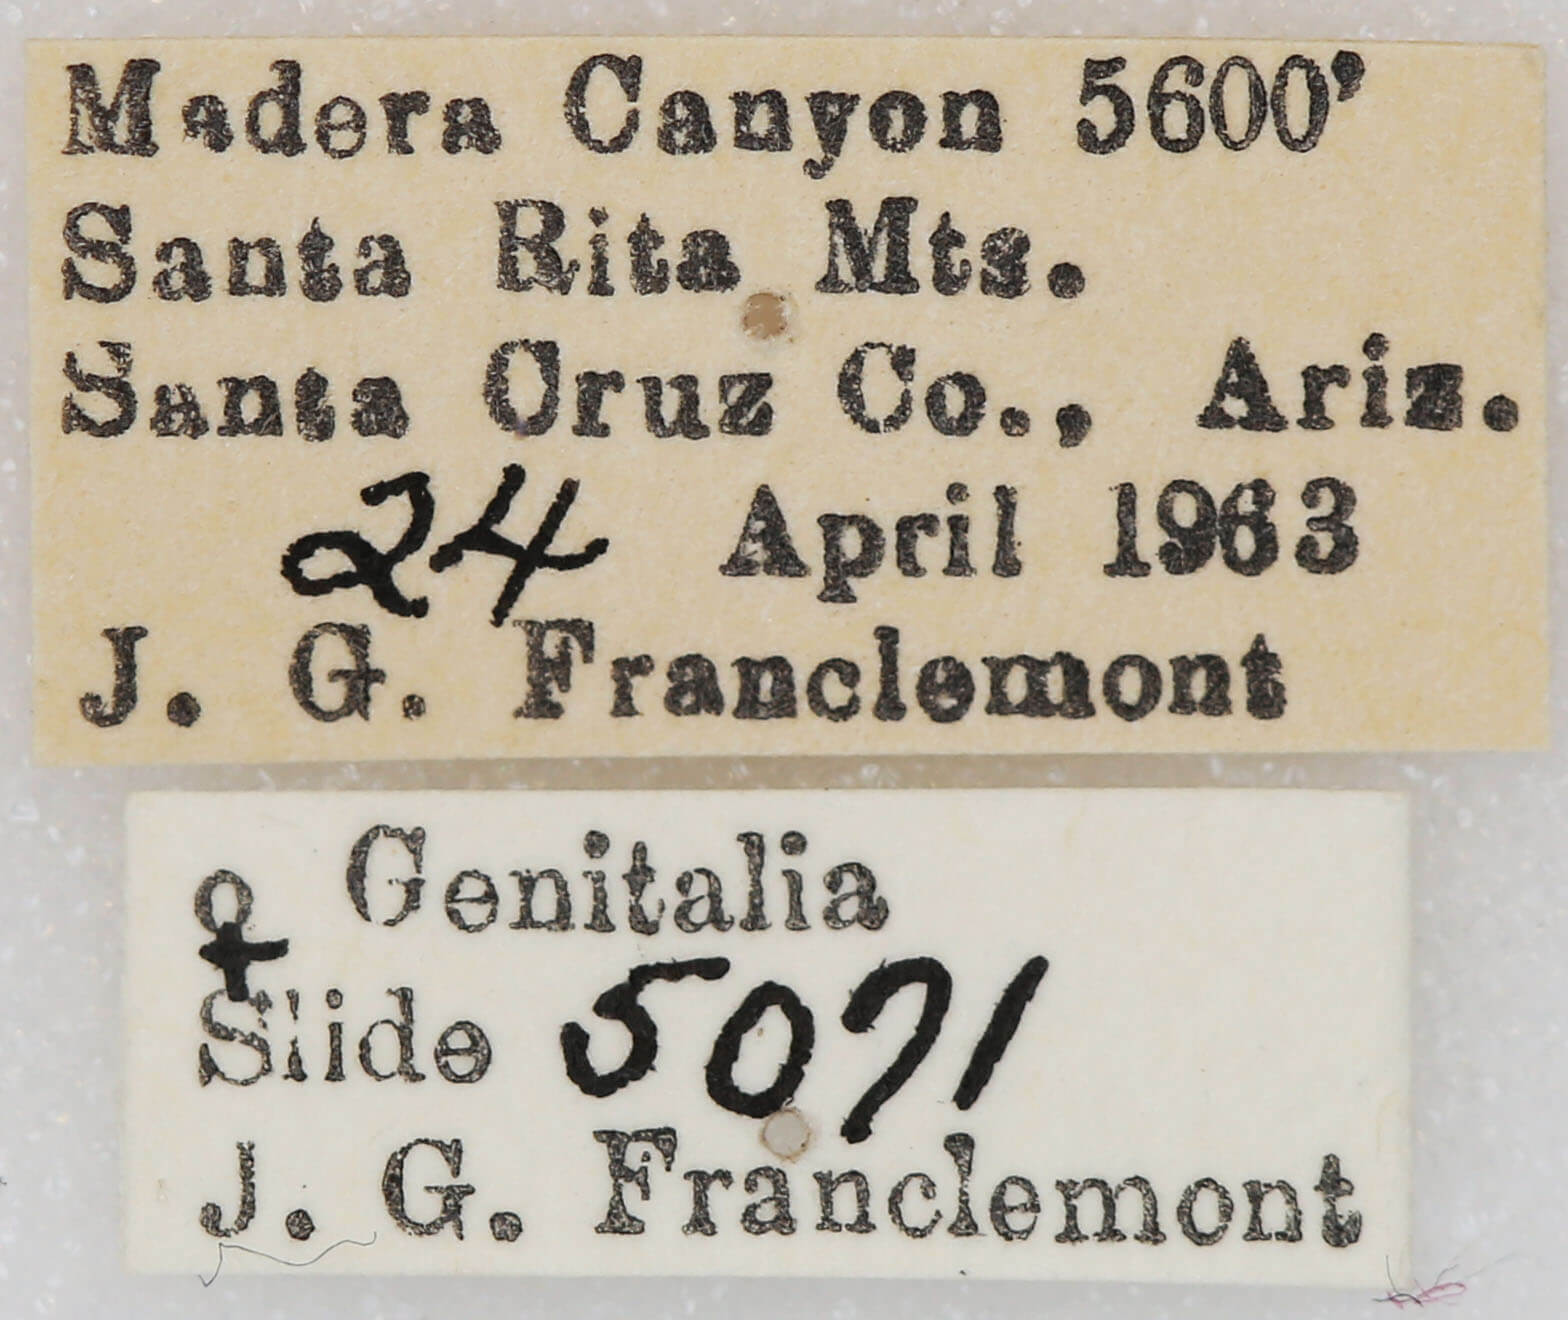 Madera Canyon 5600'
Santa Rita Mts.
Santa Cruz Co., Ariz.
24 April 1963
J. G. Franclemont
♀ Genitalia
Slide 5071
J. G. Franclemont